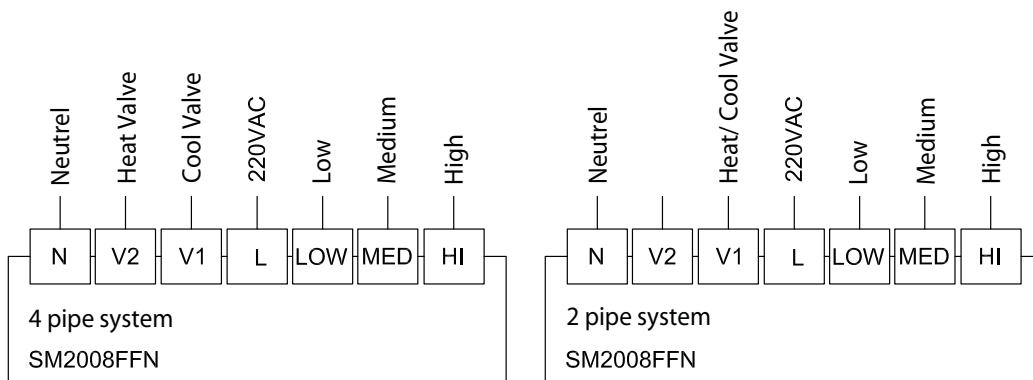 Neutrel
Heat Valve
Cool Valve
220VAC
Low
Medium
High
N
V2
V1
L
LOW
MED
HI
4 pipe system
SM2008FFN
Neutrel
Heat/ Cool Valve
220VAC
Low
Medium
High
N
V2
V1
L
LOW
MED
HI
2 pipe system
SM2008FFN